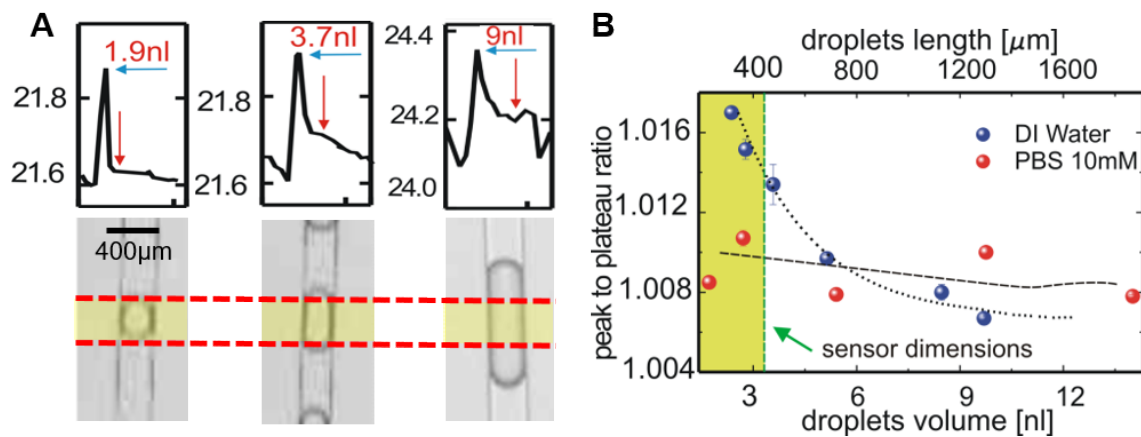 A
1.9nl
21.8
21.6
3.7nl
21.8
21.6
9nl
24.4
24.2
24.0
400µm
B
droplets length [µm]
400 800 1200 1600
peak to plateau ratio
1.016
1.012
1.008
1.004
DI Water
PBS 10mM
sensor dimensions
3 6 9 12
droplets volume [nl]